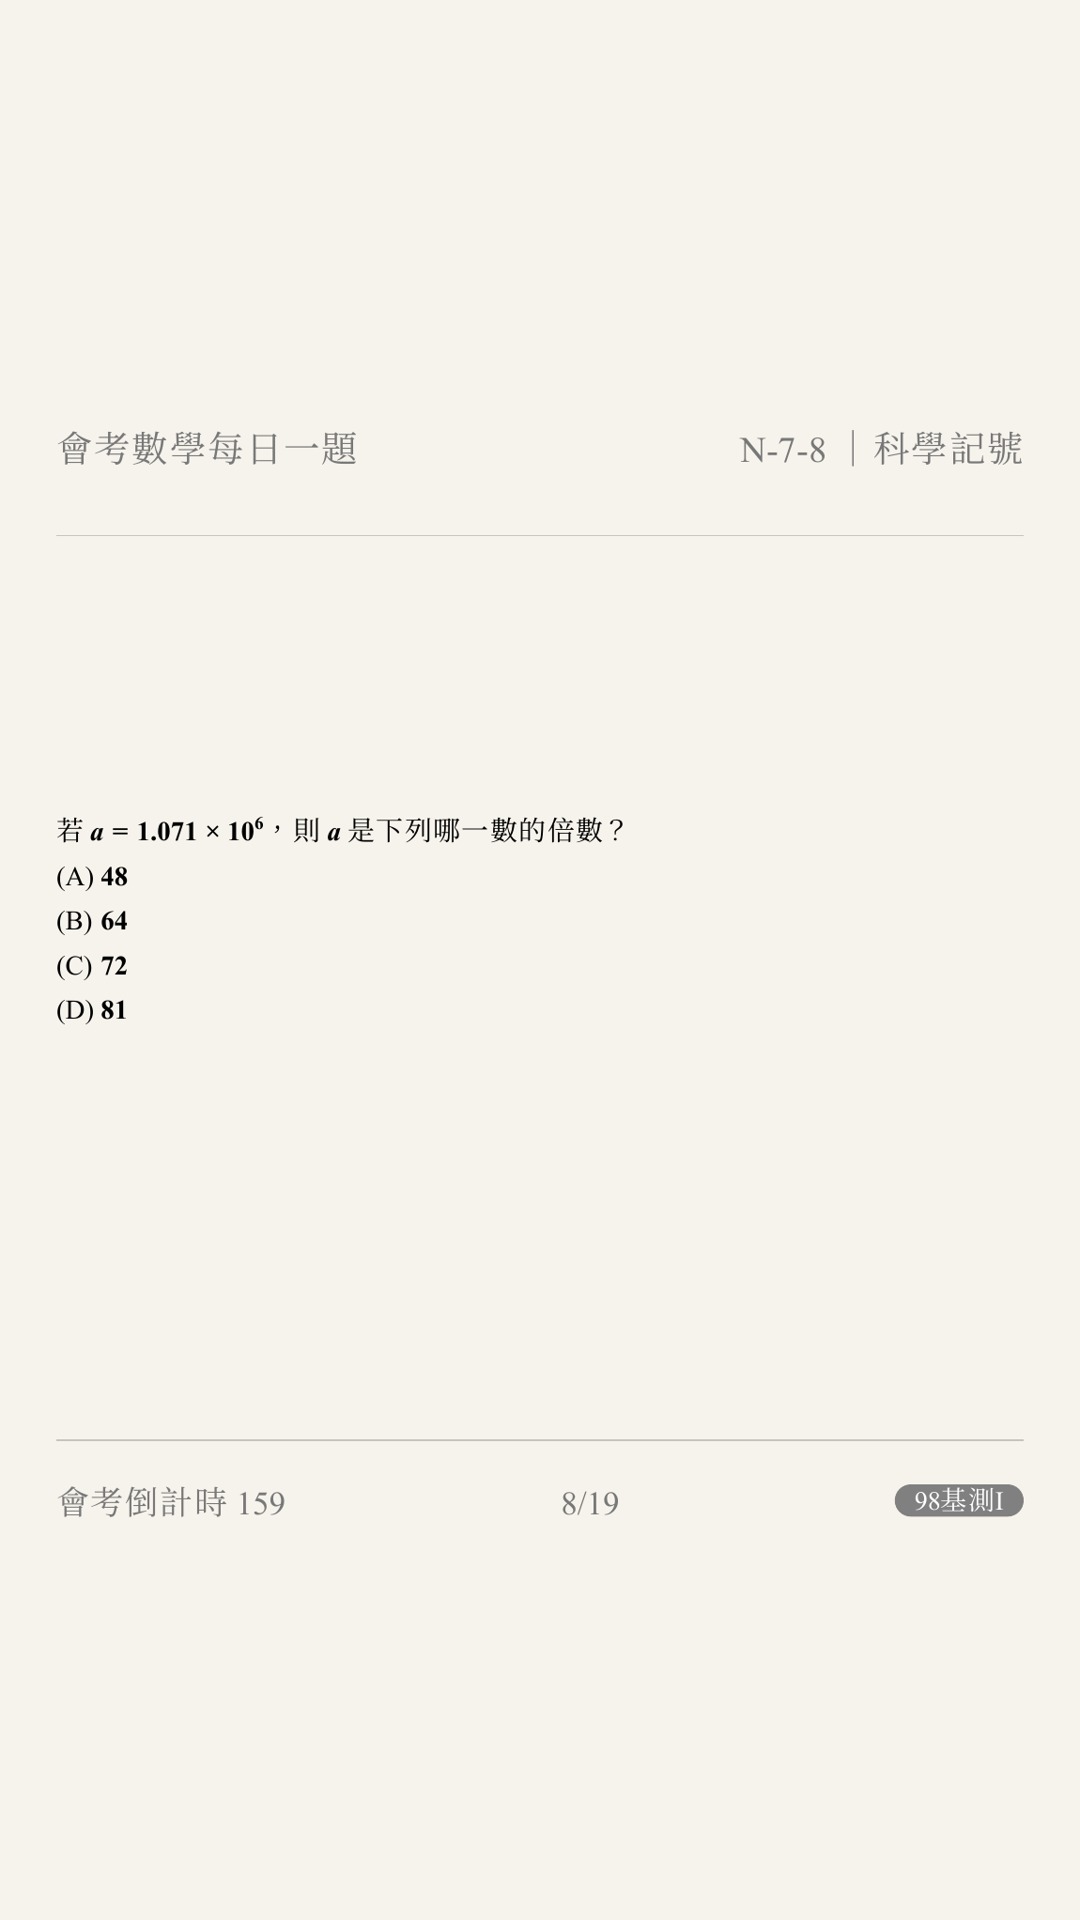 會考數學每日一題
N-7-8｜科學記號
若 a = 1.071 × 10⁶，則 a 是下列哪一數的倍數？
(A) 48
(B) 64
(C) 72
(D) 81
會考倒計時 159
8/19
98基測I